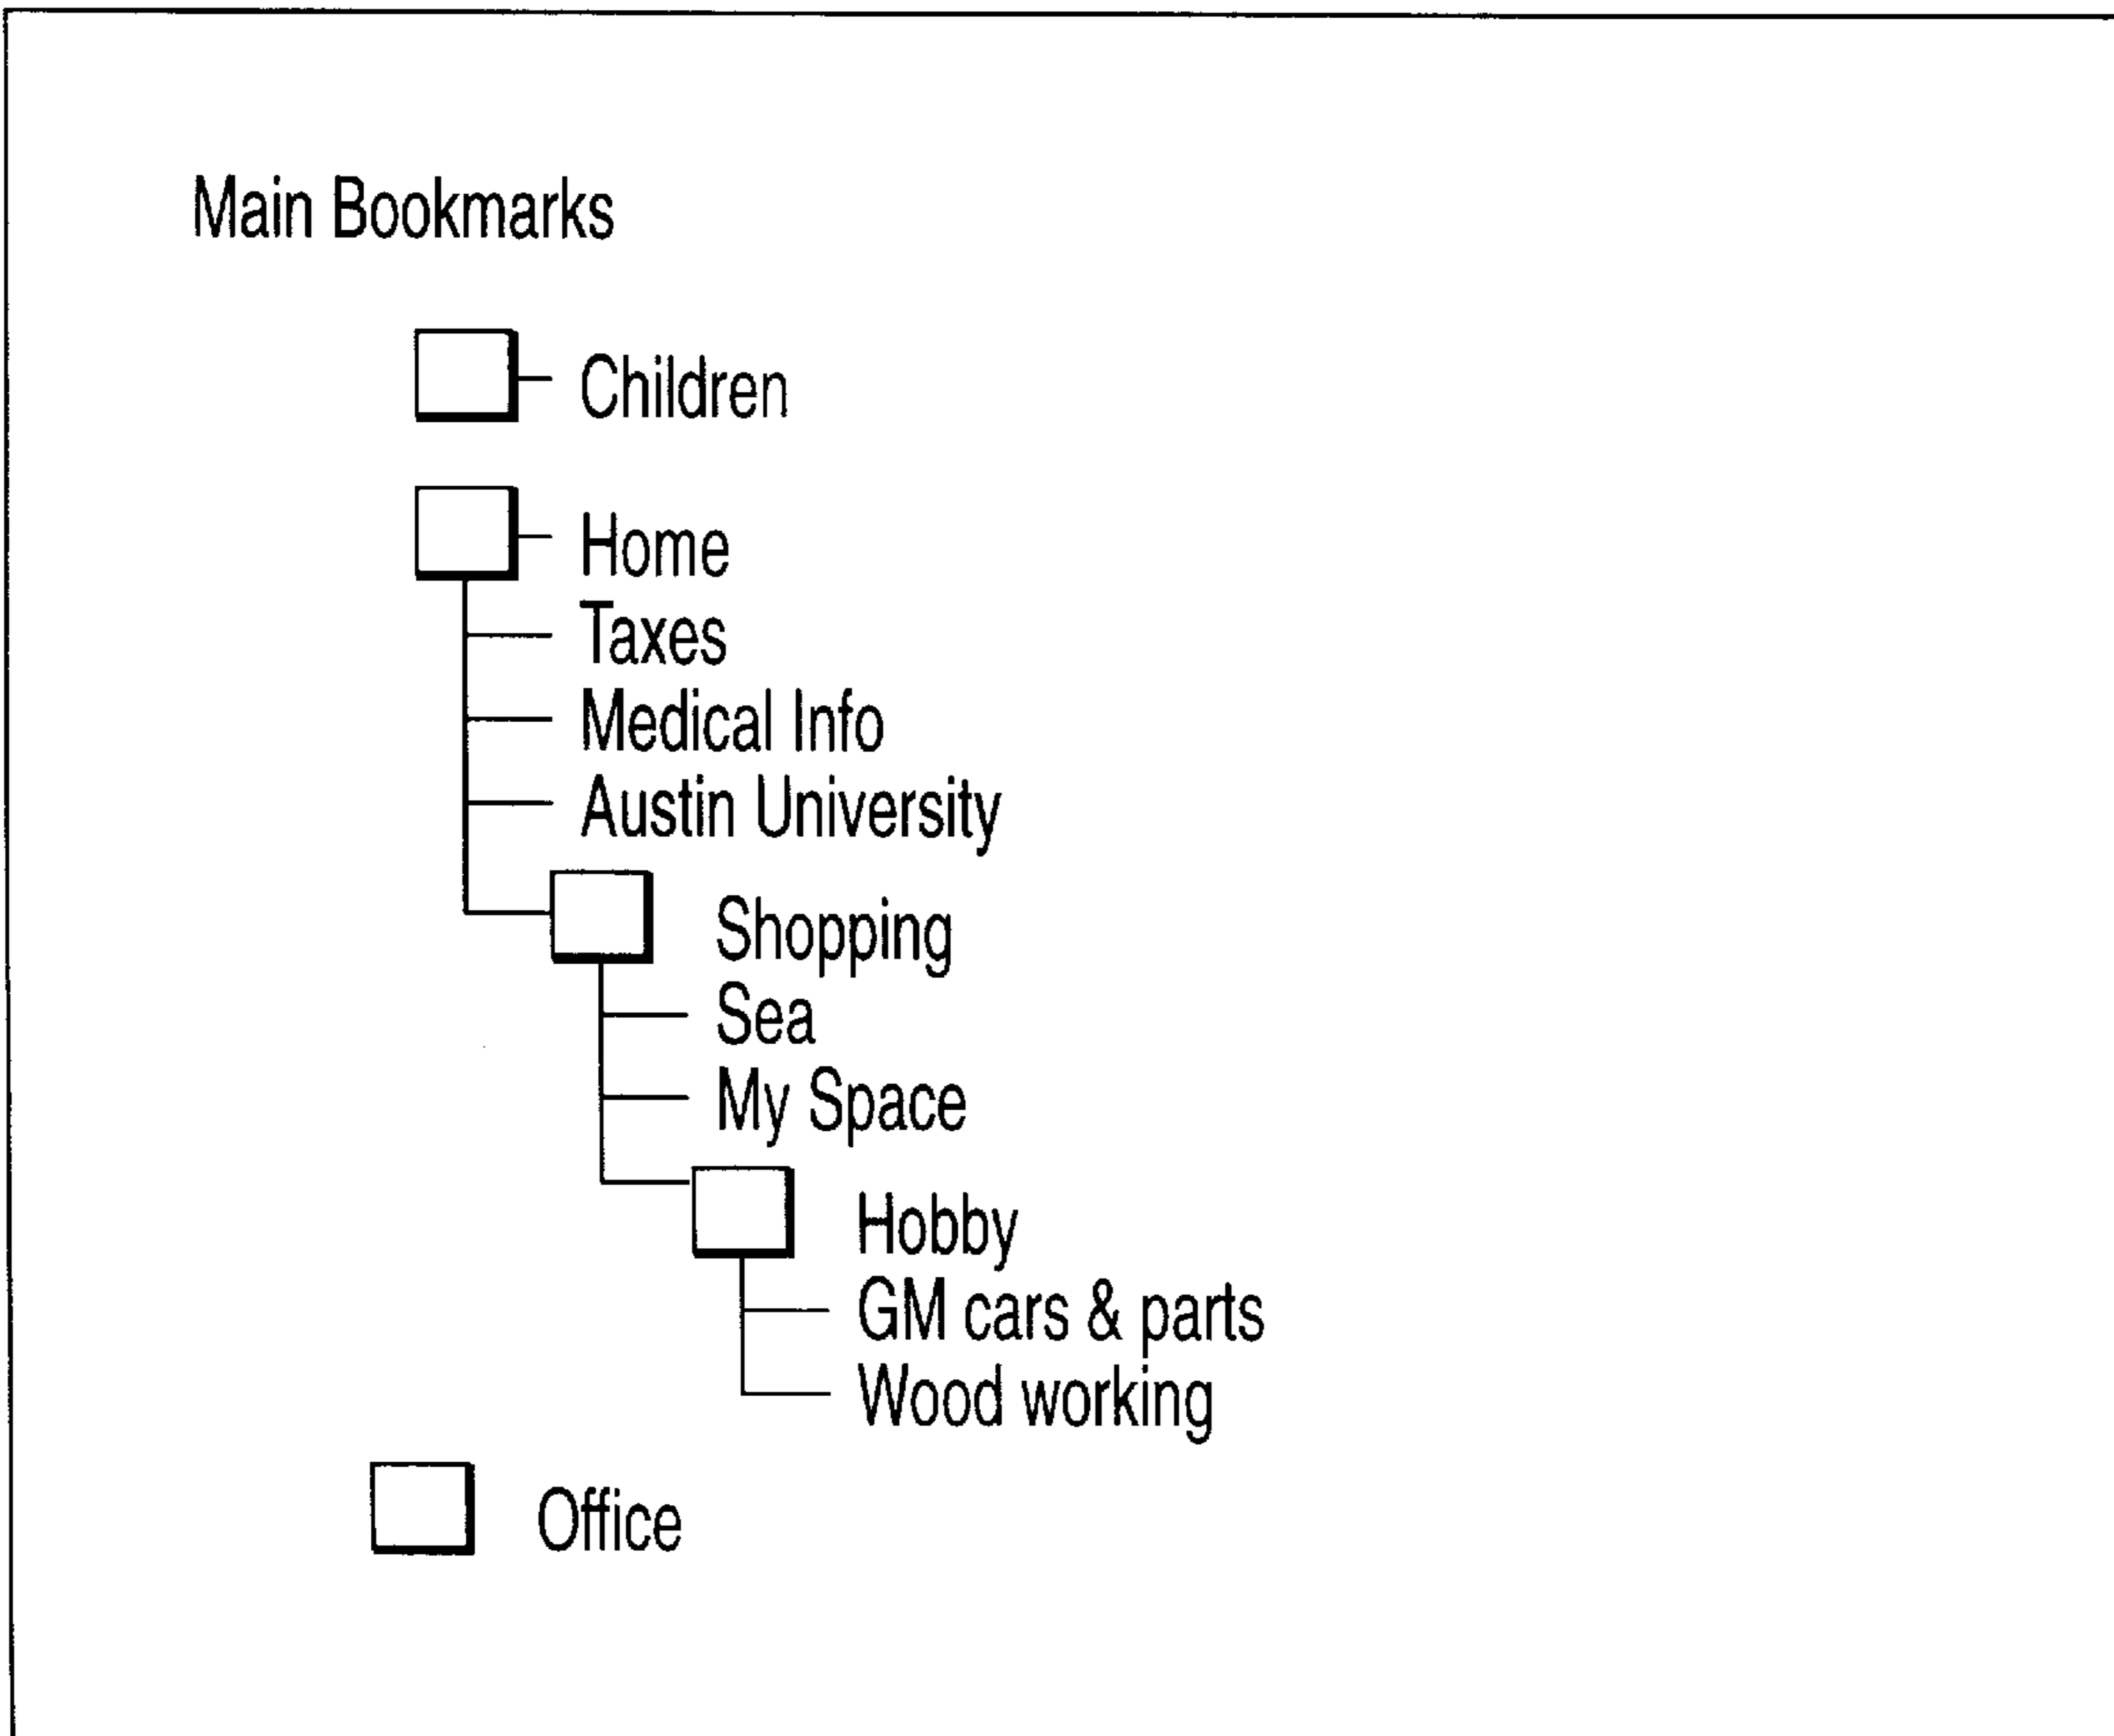 Main Bookmarks
Children
Home
Taxes
Medical Info
Austin University
Shopping
Sea
My Space
Hobby
GM cars & parts
Wood working
Office